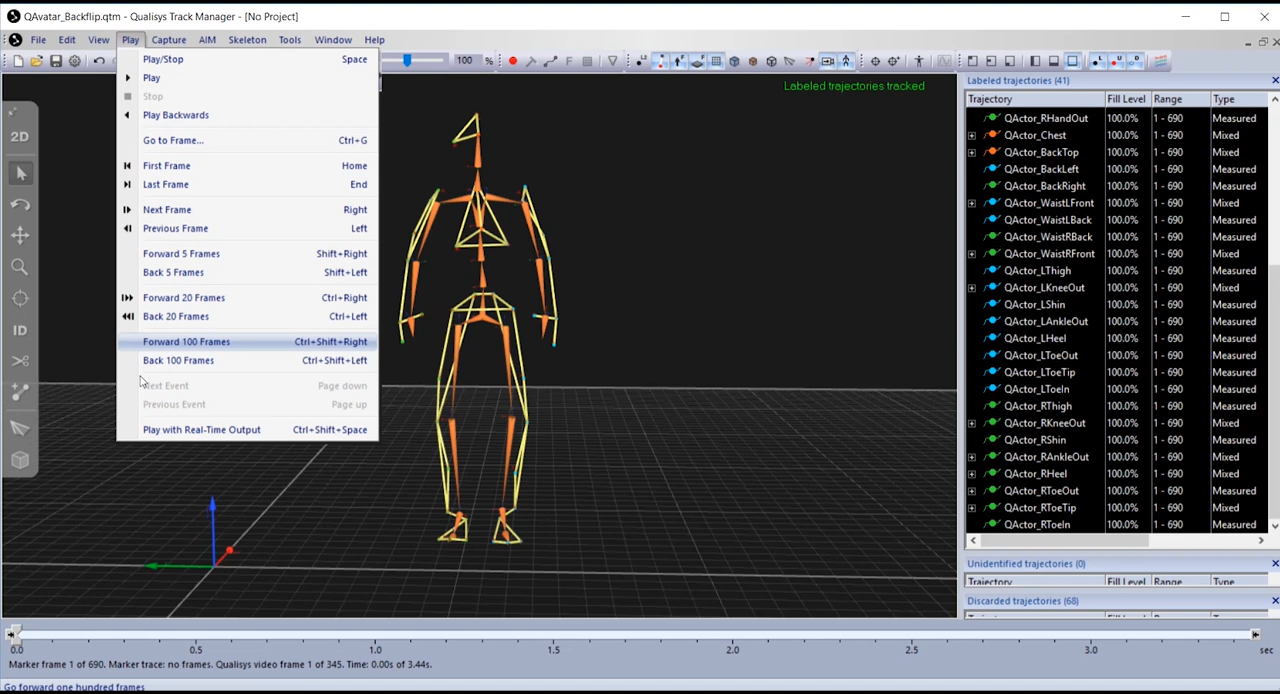 QAvatar_Backflip.qtm - Qualisys Track Manager - [No Project]
File Edit View Play Capture AIM Skeleton Tools Window Help
100 %
Play/Stop Space
Play
Stop
Play Backwards
Go to Frame... Ctrl+G
First Frame Home
Last Frame End
Next Frame Right
Previous Frame Left
Forward 5 Frames Shift+Right
Back 5 Frames Shift+Left
Forward 20 Frames Ctrl+Right
Back 20 Frames Ctrl+Left
Forward 100 Frames Ctrl+Shift+Right
Back 100 Frames Ctrl+Shift+Left
Next Event Page down
Previous Event Page up
Play with Real-Time Output Ctrl+Shift+Space
2D
ID
Labeled trajectories tracked
Labeled trajectories (41)
Trajectory Fill Level Range Type
QActor_RHandOut 100.0% 1 - 690 Measured
QActor_Chest 100.0% 1 - 690 Mixed
QActor_BackTop 100.0% 1 - 690 Mixed
QActor_BackLeft 100.0% 1 - 690 Measured
QActor_BackRight 100.0% 1 - 690 Measured
QActor_WaistLFront 100.0% 1 - 690 Mixed
QActor_WaistLBack 100.0% 1 - 690 Measured
QActor_WaistRBack 100.0% 1 - 690 Measured
QActor_WaistRFront 100.0% 1 - 690 Mixed
QActor_LThigh 100.0% 1 - 690 Measured
QActor_LKneeOut 100.0% 1 - 690 Mixed
QActor_LShin 100.0% 1 - 690 Measured
QActor_LAnkleOut 100.0% 1 - 690 Measured
QActor_LHeel 100.0% 1 - 690 Measured
QActor_LToeOut 100.0% 1 - 690 Measured
QActor_LToeTip 100.0% 1 - 690 Measured
QActor_LToeIn 100.0% 1 - 690 Measured
QActor_RThigh 100.0% 1 - 690 Measured
QActor_RKneeOut 100.0% 1 - 690 Mixed
QActor_RShin 100.0% 1 - 690 Measured
QActor_RAnkleOut 100.0% 1 - 690 Mixed
QActor_RHeel 100.0% 1 - 690 Mixed
QActor_RToeOut 100.0% 1 - 690 Measured
QActor_RToeTip 100.0% 1 - 690 Mixed
QActor_RToeIn 100.0% 1 - 690 Measured
Unidentified trajectories (0)
Trajectory Fill Level Range Type
Discarded trajectories (68)
0.0 0.5 1.0 1.5 2.0 2.5 3.0 sec
Marker frame 1 of 690. Marker trace: no frames. Qualisys video frame 1 of 345. Time: 0.00s of 3.44s.
Go forward one hundred frames